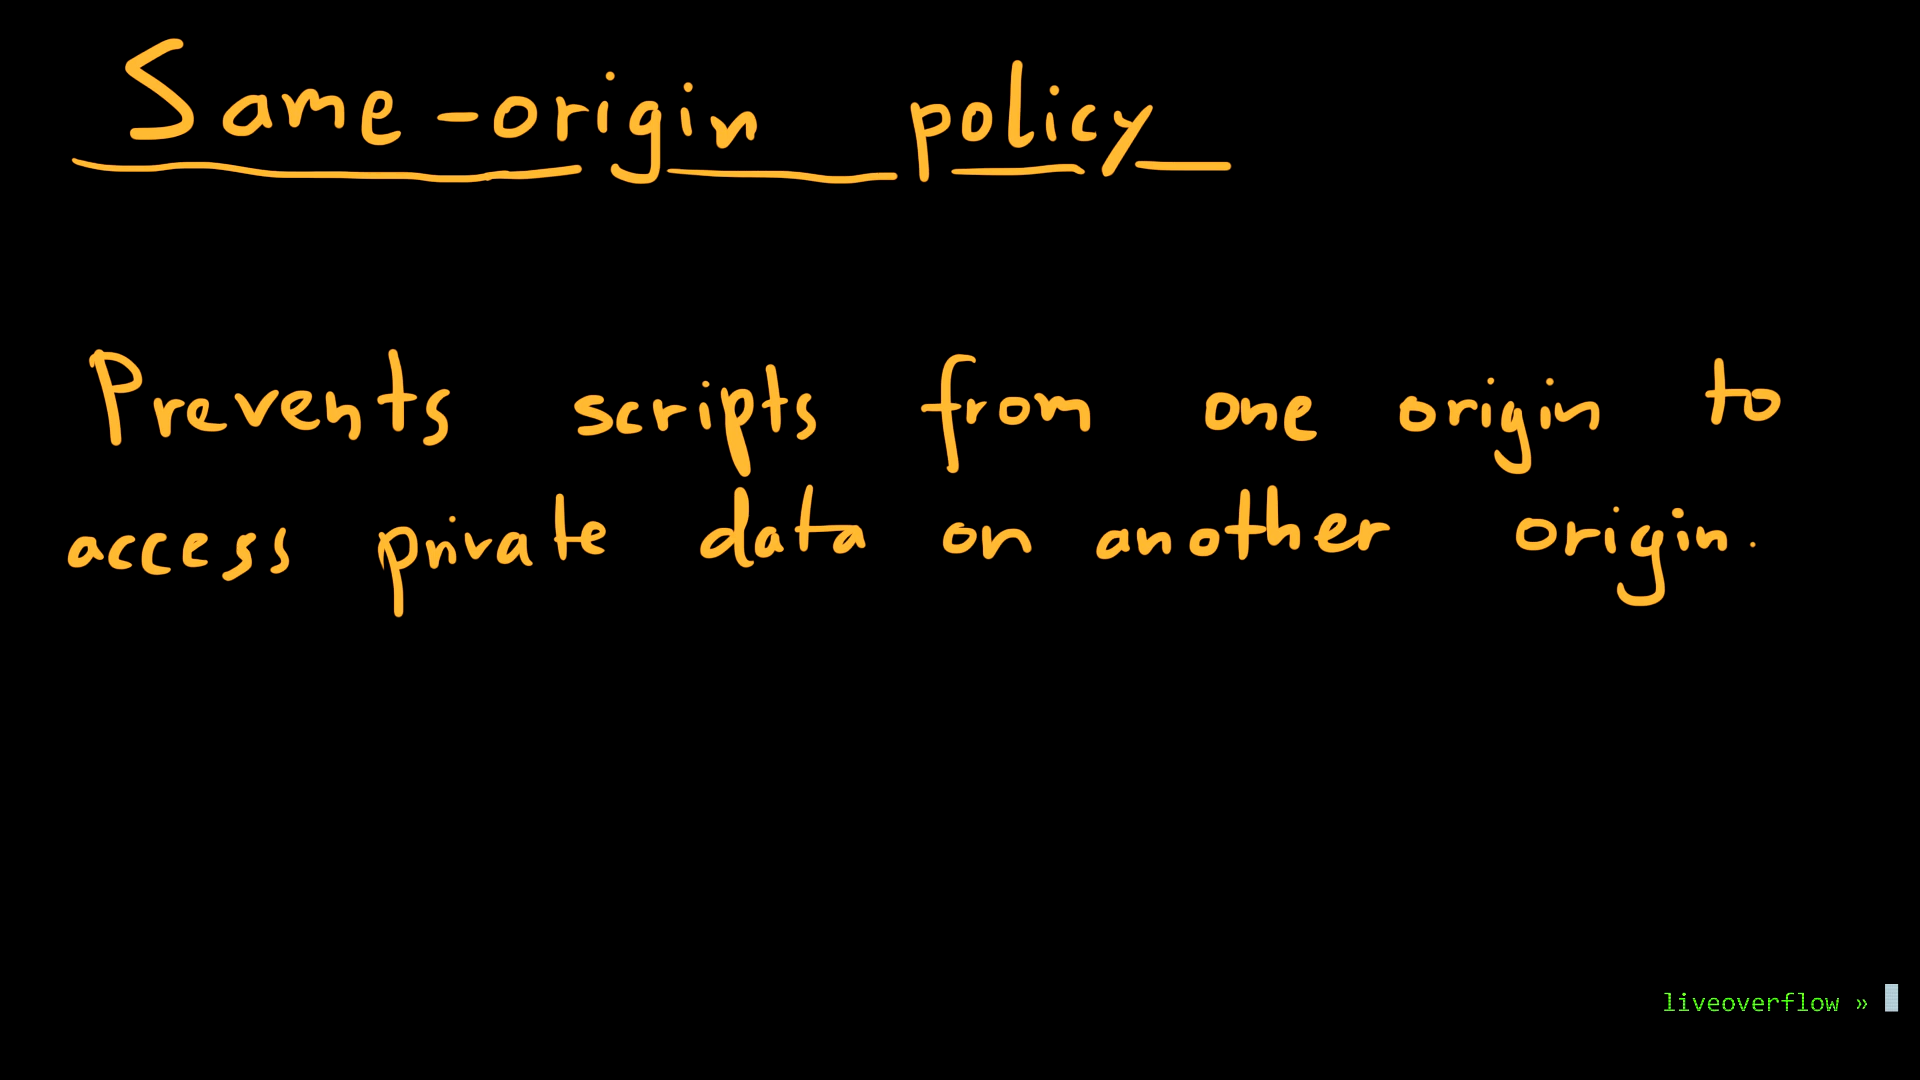 Same-origin policy
Prevents scripts from one origin to
access private data on another origin.
liveoverflow »